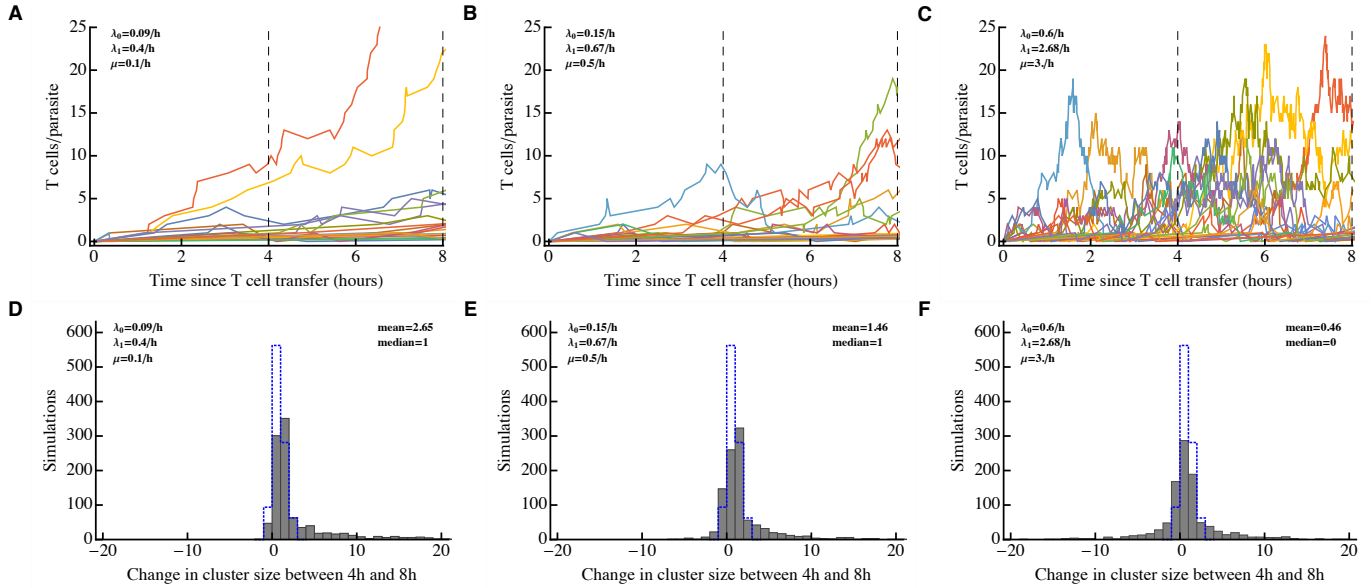 A
λ₀=0.09/h
λ₁=0.4/h
μ=0.1/h
T cells/parasite
25
20
15
10
5
0
0 2 4 6 8
Time since T cell transfer (hours)
B
λ₀=0.15/h
λ₁=0.67/h
μ=0.5/h
T cells/parasite
25
20
15
10
5
0
0 2 4 6 8
Time since T cell transfer (hours)
C
λ₀=0.6/h
λ₁=2.68/h
μ=3./h
T cells/parasite
25
20
15
10
5
0
0 2 4 6 8
Time since T cell transfer (hours)
D
λ₀=0.09/h
λ₁=0.4/h
μ=0.1/h
mean=2.65
median=1
Simulations
600
500
400
300
200
100
0
−20 −10 0 10 20
Change in cluster size between 4h and 8h
E
λ₀=0.15/h
λ₁=0.67/h
μ=0.5/h
mean=1.46
median=1
Simulations
600
500
400
300
200
100
0
−20 −10 0 10 20
Change in cluster size between 4h and 8h
F
λ₀=0.6/h
λ₁=2.68/h
μ=3./h
mean=0.46
median=0
Simulations
600
500
400
300
200
100
0
−20 −10 0 10 20
Change in cluster size between 4h and 8h